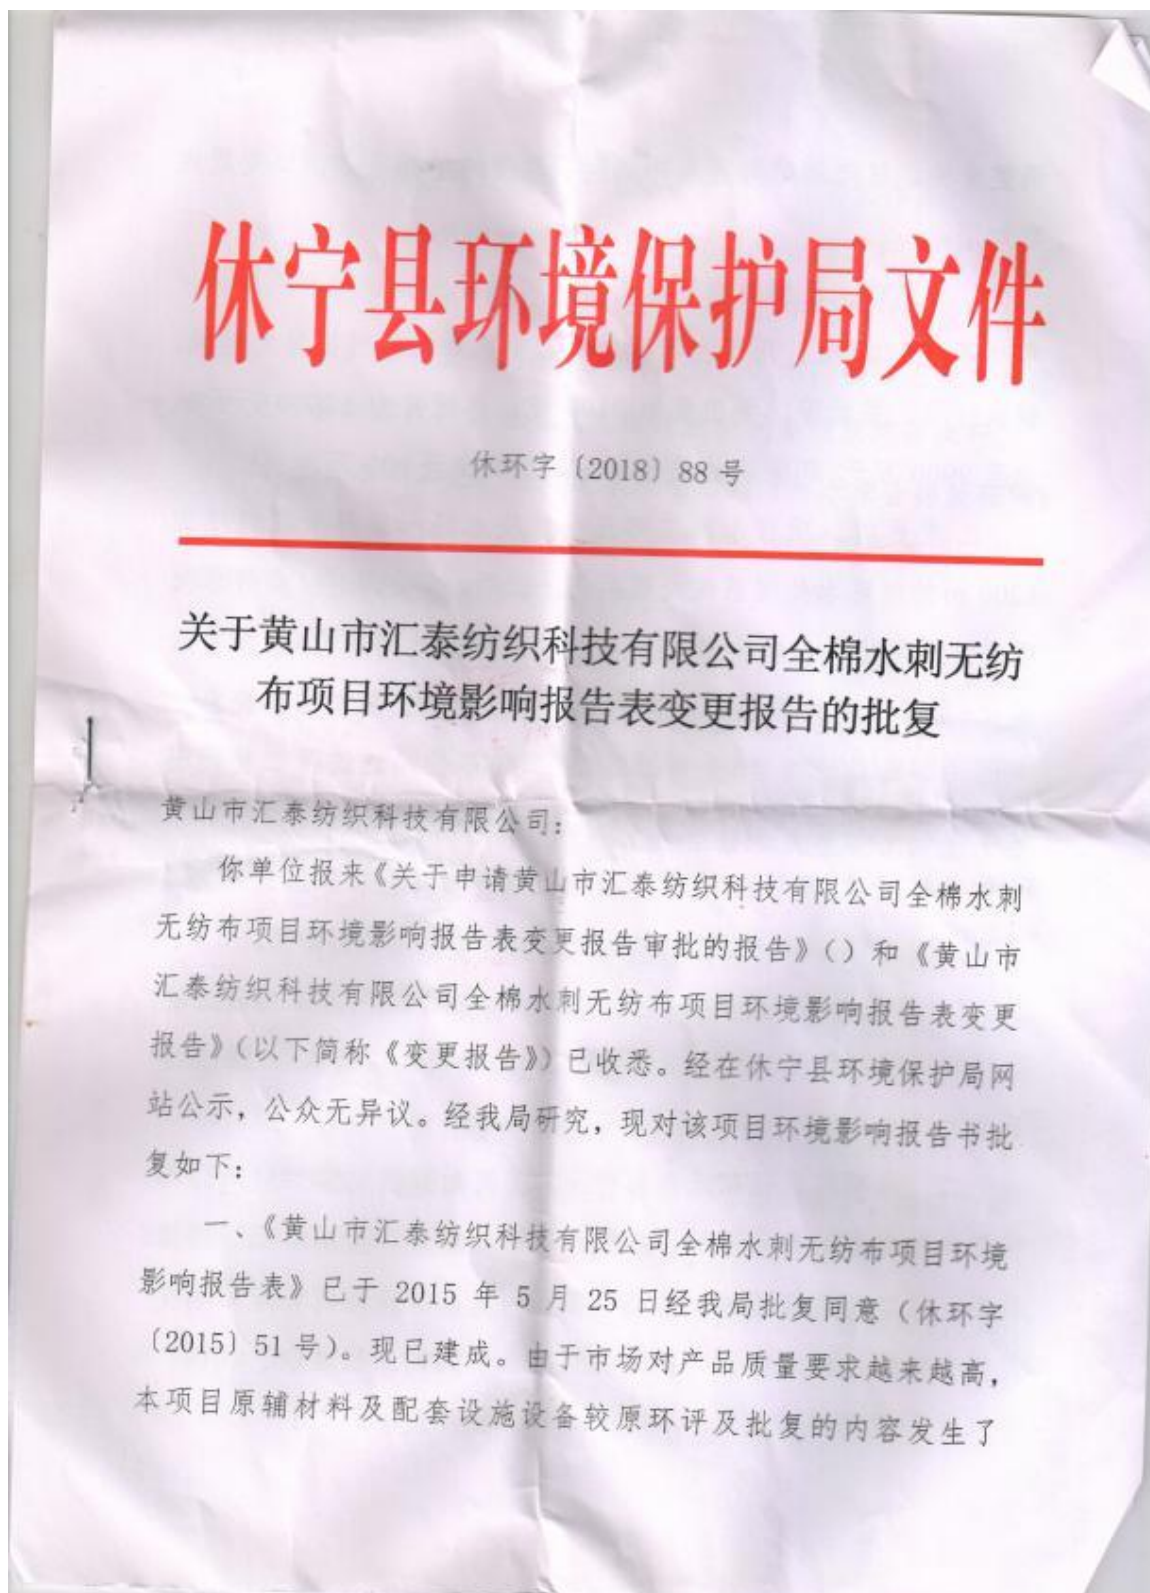 休宁县环境保护局文件
休环字〔2018〕88号
关于黄山市汇泰纺织科技有限公司全棉水刺无纺
布项目环境影响报告表变更报告的批复
黄山市汇泰纺织科技有限公司：
你单位报来《关于申请黄山市汇泰纺织科技有限公司全棉水刺
无纺布项目环境影响报告表变更报告审批的报告》（）和《黄山市
汇泰纺织科技有限公司全棉水刺无纺布项目环境影响报告表变更
报告》（以下简称《变更报告》）已收悉。经在休宁县环境保护局网
站公示，公众无异议。经我局研究，现对该项目环境影响报告书批
复如下：
一、《黄山市汇泰纺织科技有限公司全棉水刺无纺布项目环境
影响报告表》已于 2015 年 5 月 25 日经我局批复同意（休环字
〔2015〕51 号）。现已建成。由于市场对产品质量要求越来越高，
本项目原辅材料及配套设施设备较原环评及批复的内容发生了